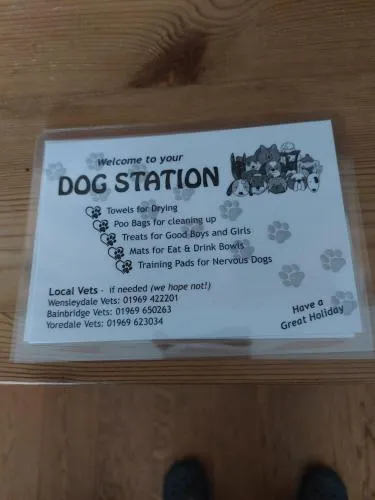 Welcome to your
DOG STATION
Towels for Drying
Poo Bags for cleaning up
Treats for Good Boys and Girls
Mats for Eat & Drink Bowls
Training Pads for Nervous Dogs
Local Vets - if needed (we hope not!)
Wensleydale Vets: 01969 422201
Bainbridge Vets: 01969 650263
Yoredale Vets: 01969 623034
Have a
Great Holiday